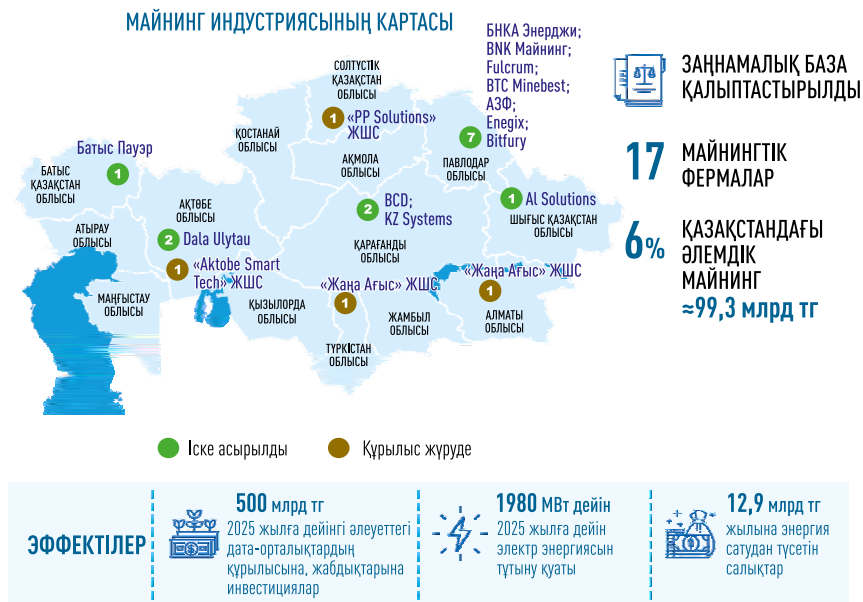 МАЙНИНГ ИНДУСТРИЯСЫНЫҢ КАРТАСЫ
БНКА Энерджи;
BNK Майнинг;
Fulcrum;
BTC Minebest;
АЗФ;
Enegix;
Bitfury
7
ПАВЛОДАР
ОБЛЫСЫ
СОЛТҮСТІК
ҚАЗАҚСТАН
ОБЛЫСЫ
1
«PP Solutions»
ЖШС
ҚОСТАНАЙ
ОБЛЫСЫ
АҚМОЛА
ОБЛЫСЫ
Батыс Пауэр
1
БАТЫС
ҚАЗАҚСТАН
ОБЛЫСЫ
АҚТӨБЕ
ОБЛЫСЫ
2
BCD;
KZ Systems
1
Al Solutions
ШЫҒЫС ҚАЗАҚСТАН
ОБЛЫСЫ
АТЫРАУ
ОБЛЫСЫ
2
Dala Ulytau
ҚАРАҒАНДЫ
ОБЛЫСЫ
1
«Aktobe Smart
Tech» ЖШС
«Жаңа Ағыс» ЖШС
1
«Жаңа Ағыс» ЖШС
1
МАҢҒЫСТАУ
ОБЛЫСЫ
ҚЫЗЫЛОРДА
ОБЛЫСЫ
ЖАМБЫЛ
ОБЛЫСЫ
АЛМАТЫ
ОБЛЫСЫ
ТҮРКІСТАН
ОБЛЫСЫ
ЗАҢНАМАЛЫҚ БАЗА
ҚАЛЫПТАСТЫРЫЛДЫ
17
МАЙНИНГТІК
ФЕРМАЛАР
6%
ҚАЗАҚСТАНДАҒЫ
ӘЛЕМДІК
МАЙНИНГ
≈99,3 млрд тг
Іске асырылды
Құрылыс жүруде
ЭФФЕКТІЛЕР
500 млрд тг
2025 жылға дейінгі әлеуеттегі
дата-орталықтардың
құрылысына, жабдықтарына
инвестициялар
1980 МВт дейін
2025 жылға дейін
электр энергиясын
тұтыну қуаты
12,9 млрд тг
жылына энергия
сатудан түсетін
салықтар